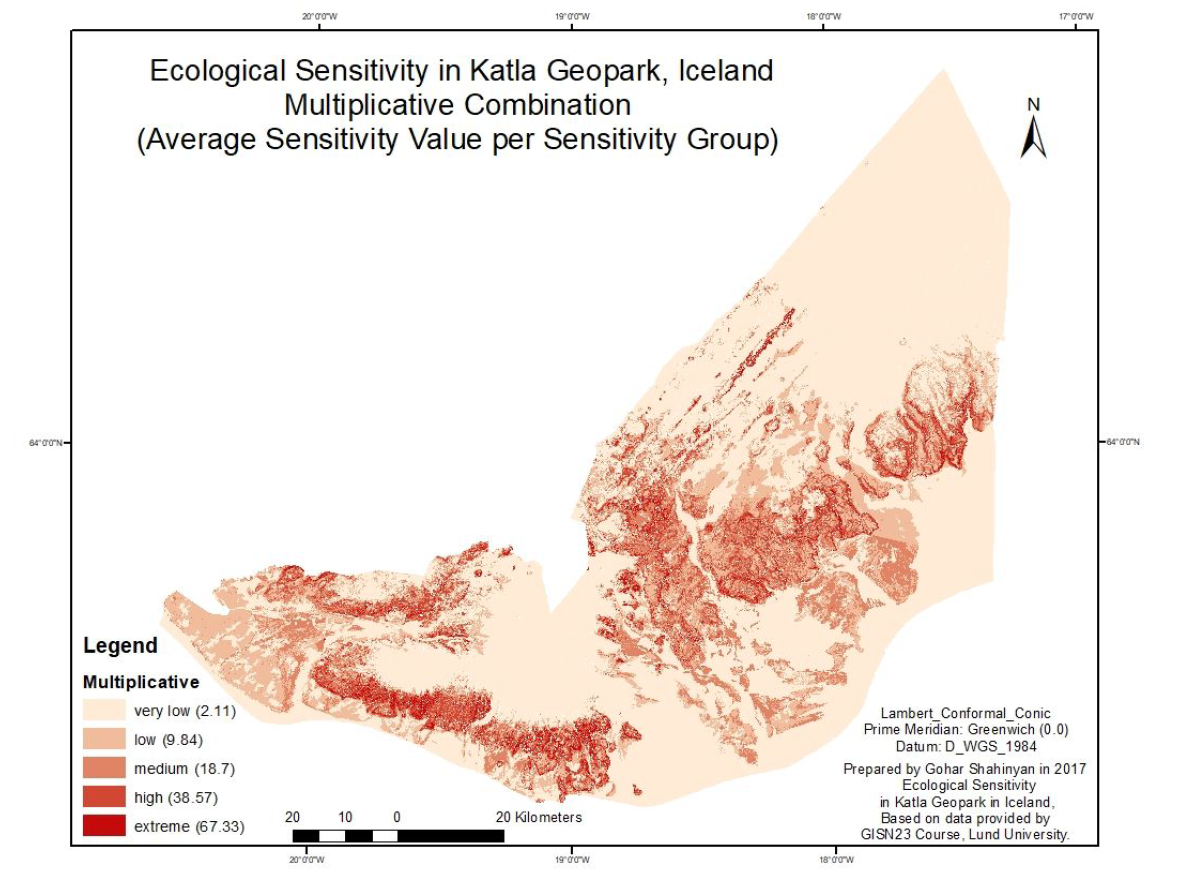 20°0'0"W 19°0'0"W 18°0'0"W 17°0'0"W
Ecological Sensitivity in Katla Geopark, Iceland
Multiplicative Combination
(Average Sensitivity Value per Sensitivity Group)
N
64°0'0"N 64°0'0"N
Legend
Multiplicative
very low (2.11)
low (9.84)
medium (18.7)
high (38.57)
extreme (67.33)
20 10 0 20 Kilometers
Lambert_Conformal_Conic
Prime Meridian: Greenwich (0.0)
Datum: D_WGS_1984
Prepared by Gohar Shahinyan in 2017
Ecological Sensitivity
in Katla Geopark in Iceland,
Based on data provided by
GISN23 Course, Lund University.
20°0'0"W 19°0'0"W 18°0'0"W